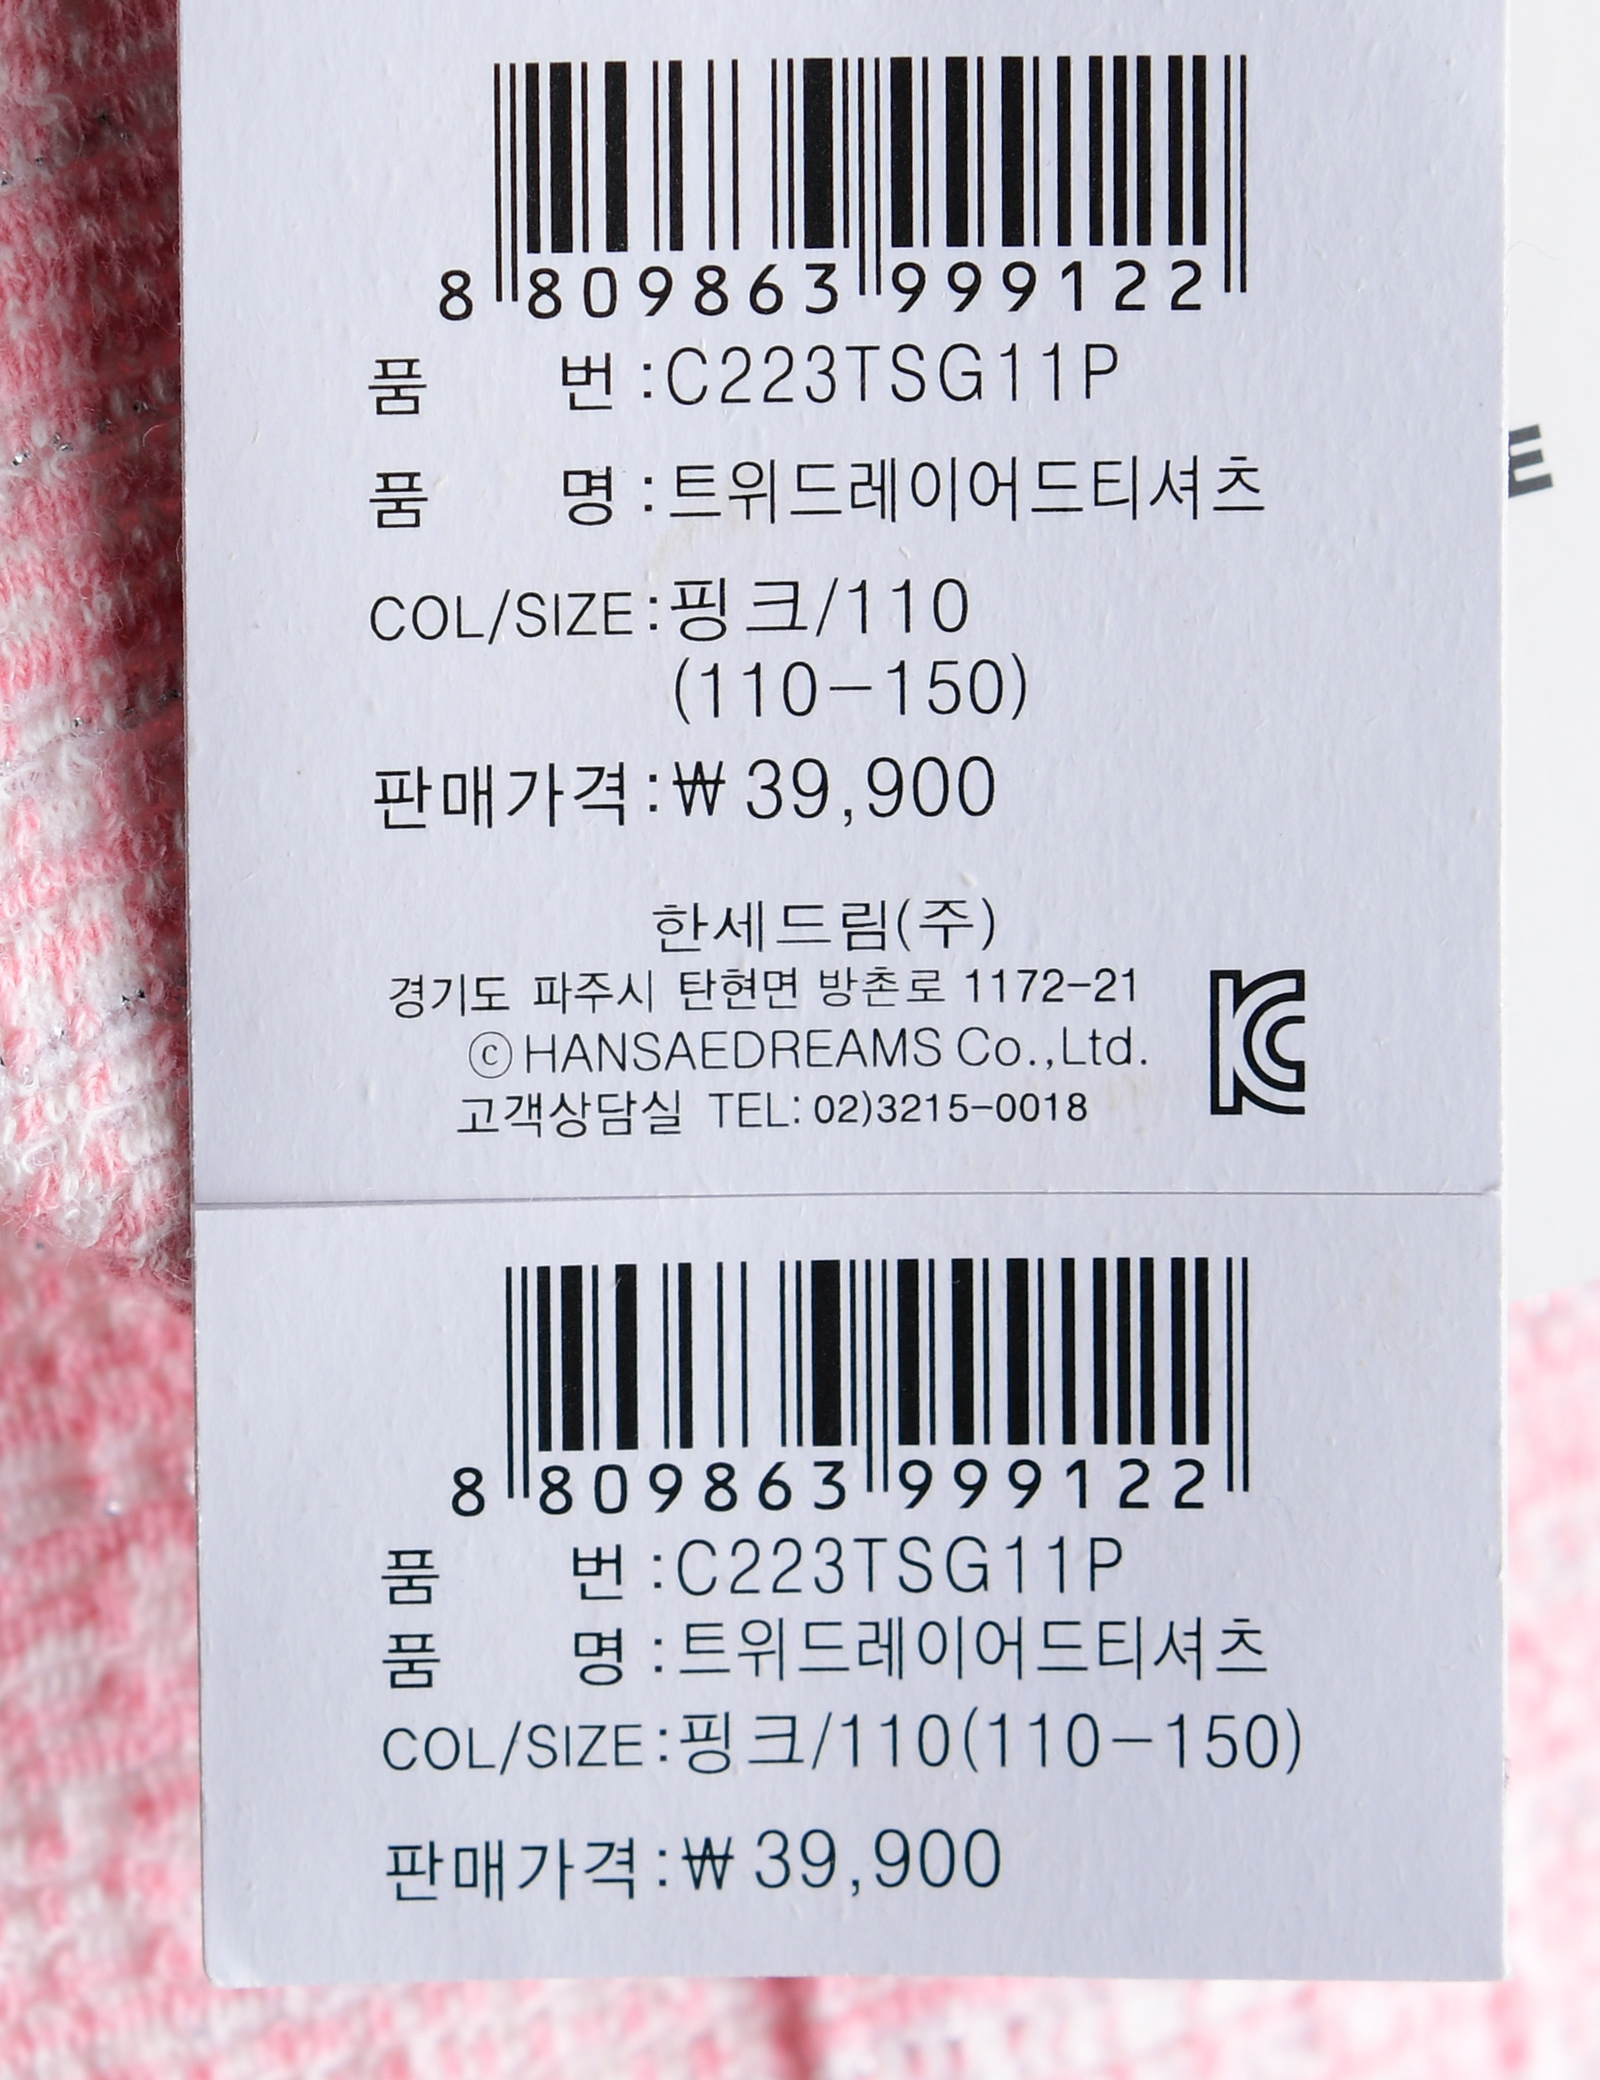 8 809863 999122
품 번 : C223TSG11P
품 명 : 트위드레이어드티셔츠
COL/SIZE : 핑크/110
(110-150)
판매가격 : ₩ 39,900
한세드림(주)
경기도 파주시 탄현면 방촌로 1172-21
ⓒ HANSAEDREAMS Co.,Ltd.
고객상담실 TEL: 02)3215-0018
KC
E
8 809863 999122
품 번 : C223TSG11P
품 명 : 트위드레이어드티셔츠
COL/SIZE : 핑크/110(110-150)
판매가격 : ₩ 39,900